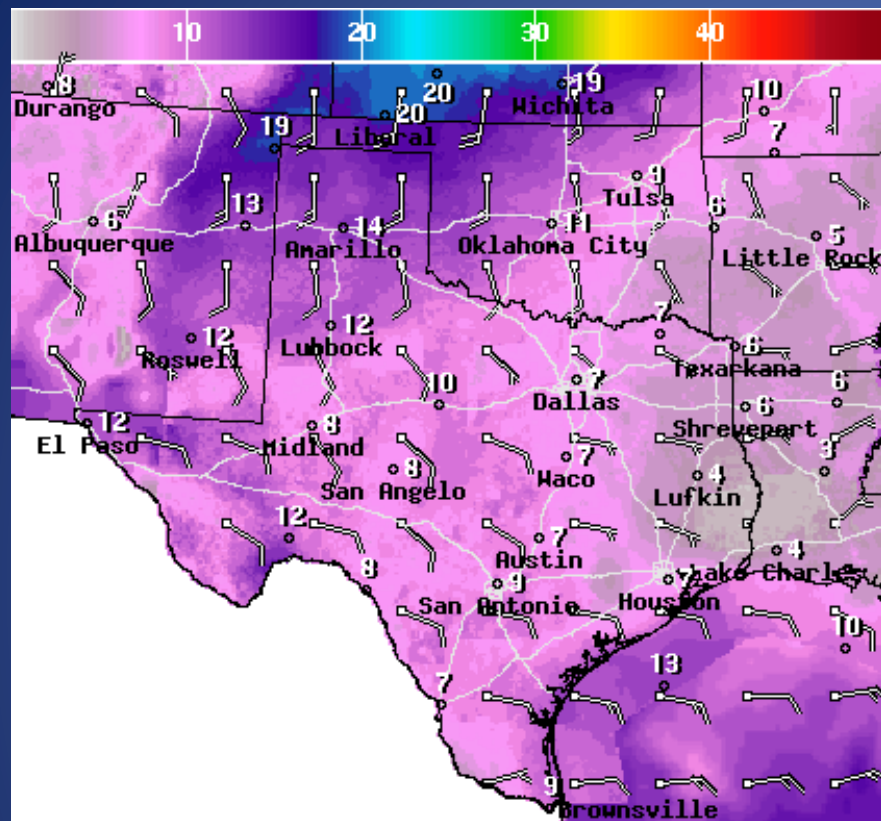 10 20 30 40
8 20 19 10
Durango Wichita
20
Liberal
19 7
9
Tulsa
6 13 14 11 6 5
Albuquerque Amarillo Oklahoma City Little Rock
12 12 7
Roswell Lubbock 6
Texarkana
7
10 Dallas 6 6
12 8 Shreveport
El Paso Midland
8 7 4 3
San Angelo Waco Lufkin
12 7 4
Austin
8 9 7 Lake Charles
San Antonio Houston
10
7 13
9
Brownsville